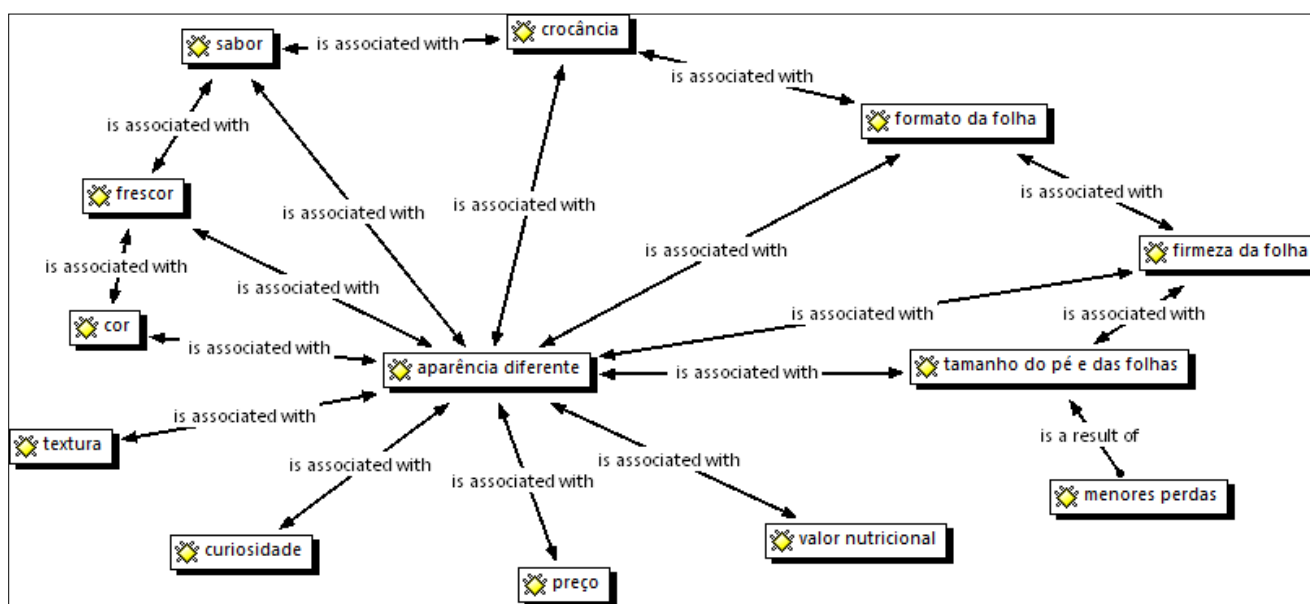 sabor
is associated with
crocância
is associated with
formato da folha
is associated with
frescor
is associated with
is associated with
is associated with
is associated with
firmeza da folha
is associated with
is associated with
is associated with
is associated with
cor
is associated with
aparência diferente
is associated with
tamanho do pé e das folhas
is associated with
textura
is a result of
is associated with
is associated with
is associated with
menores perdas
curiosidade
valor nutricional
preço